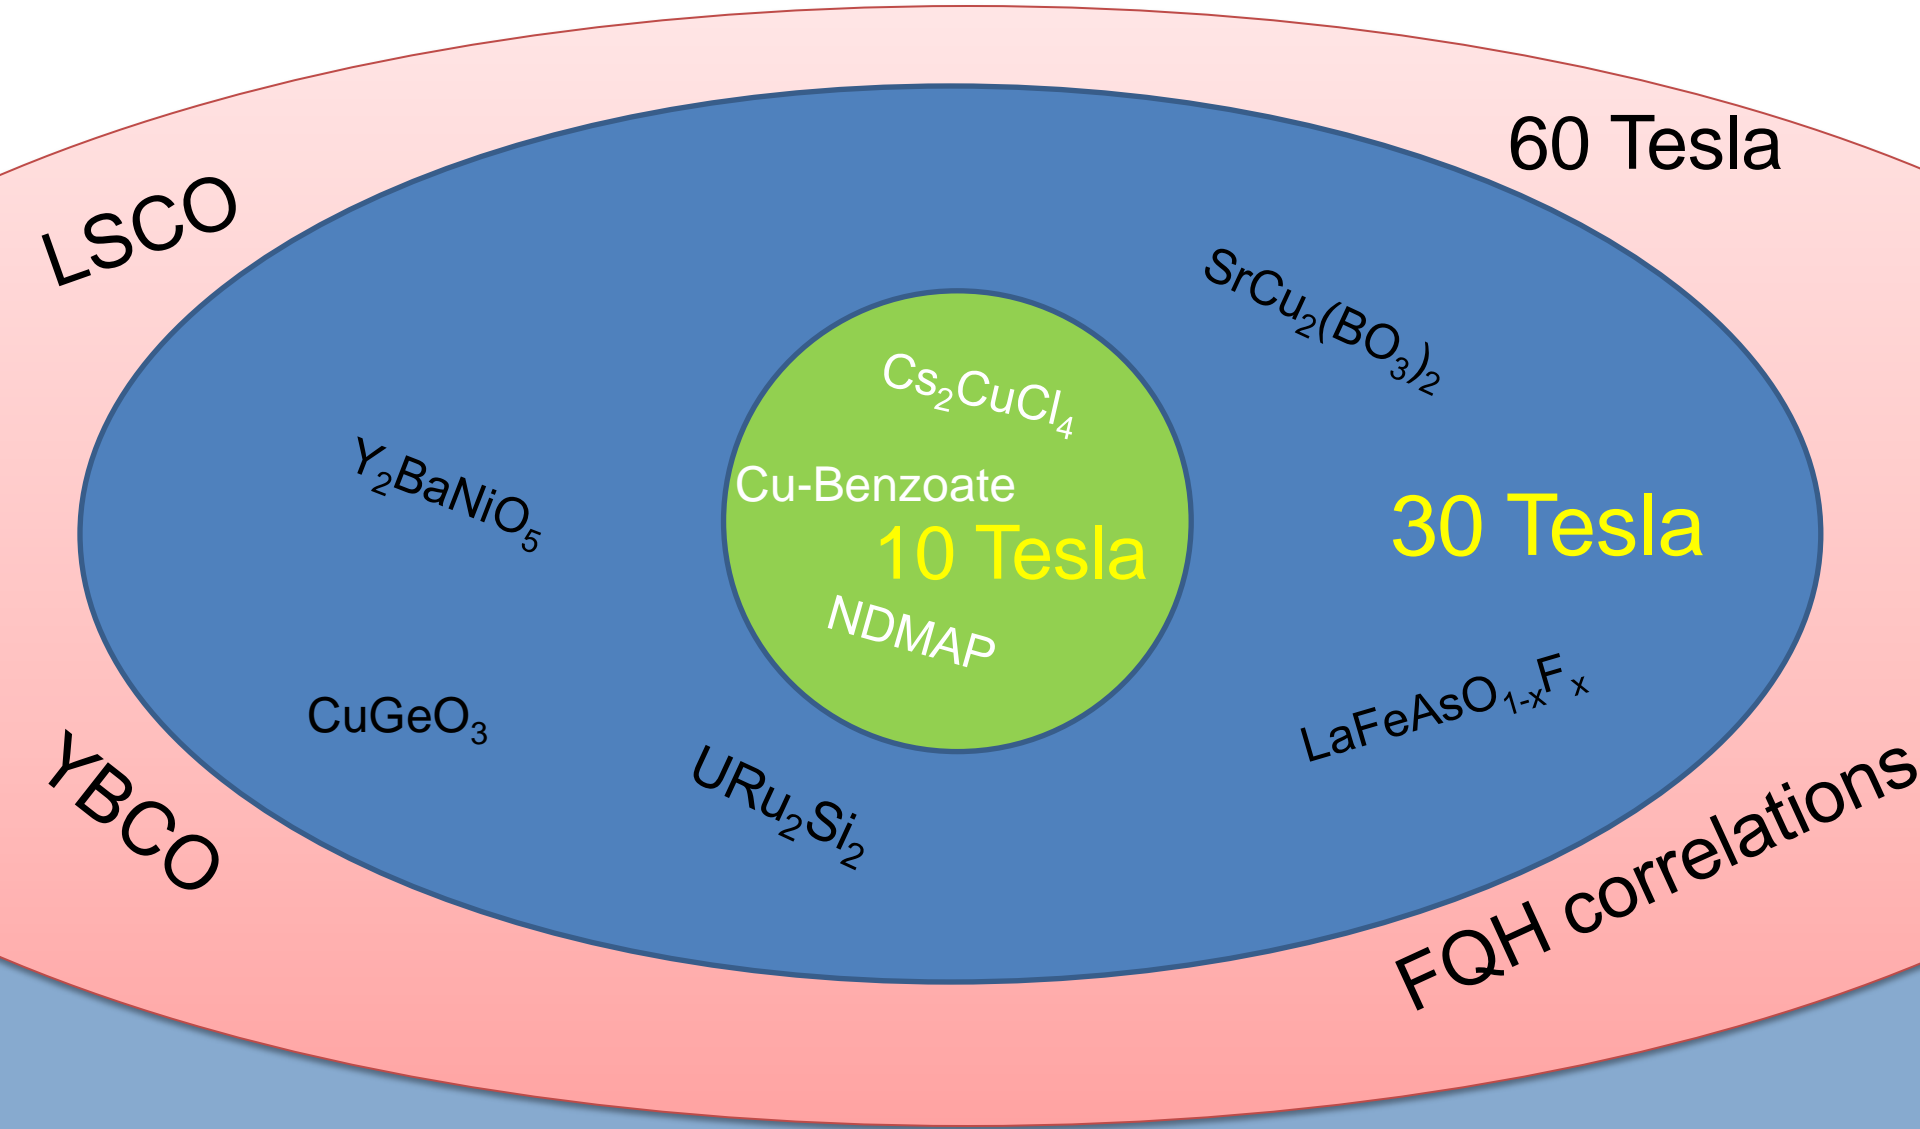 60 Tesla
LSCO
SrCu₂(BO₃)₂
Cs₂CuCl₄
Y₂BaNiO₅
Cu-Benzoate
30 Tesla
10 Tesla
NDMAP
CuGeO₃
LaFeAsO₁₋ₓFₓ
URu₂Si₂
YBCO
FQH correlations